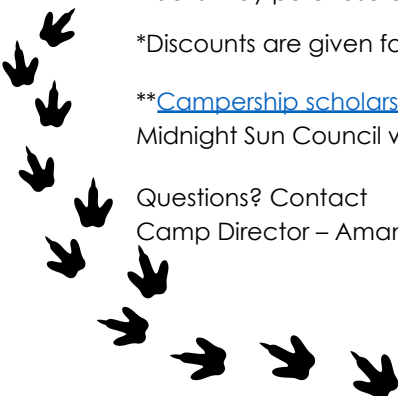 *Discounts are given fo
**Campership scholars
Midnight Sun Council v
Questions? Contact
Camp Director – Amar